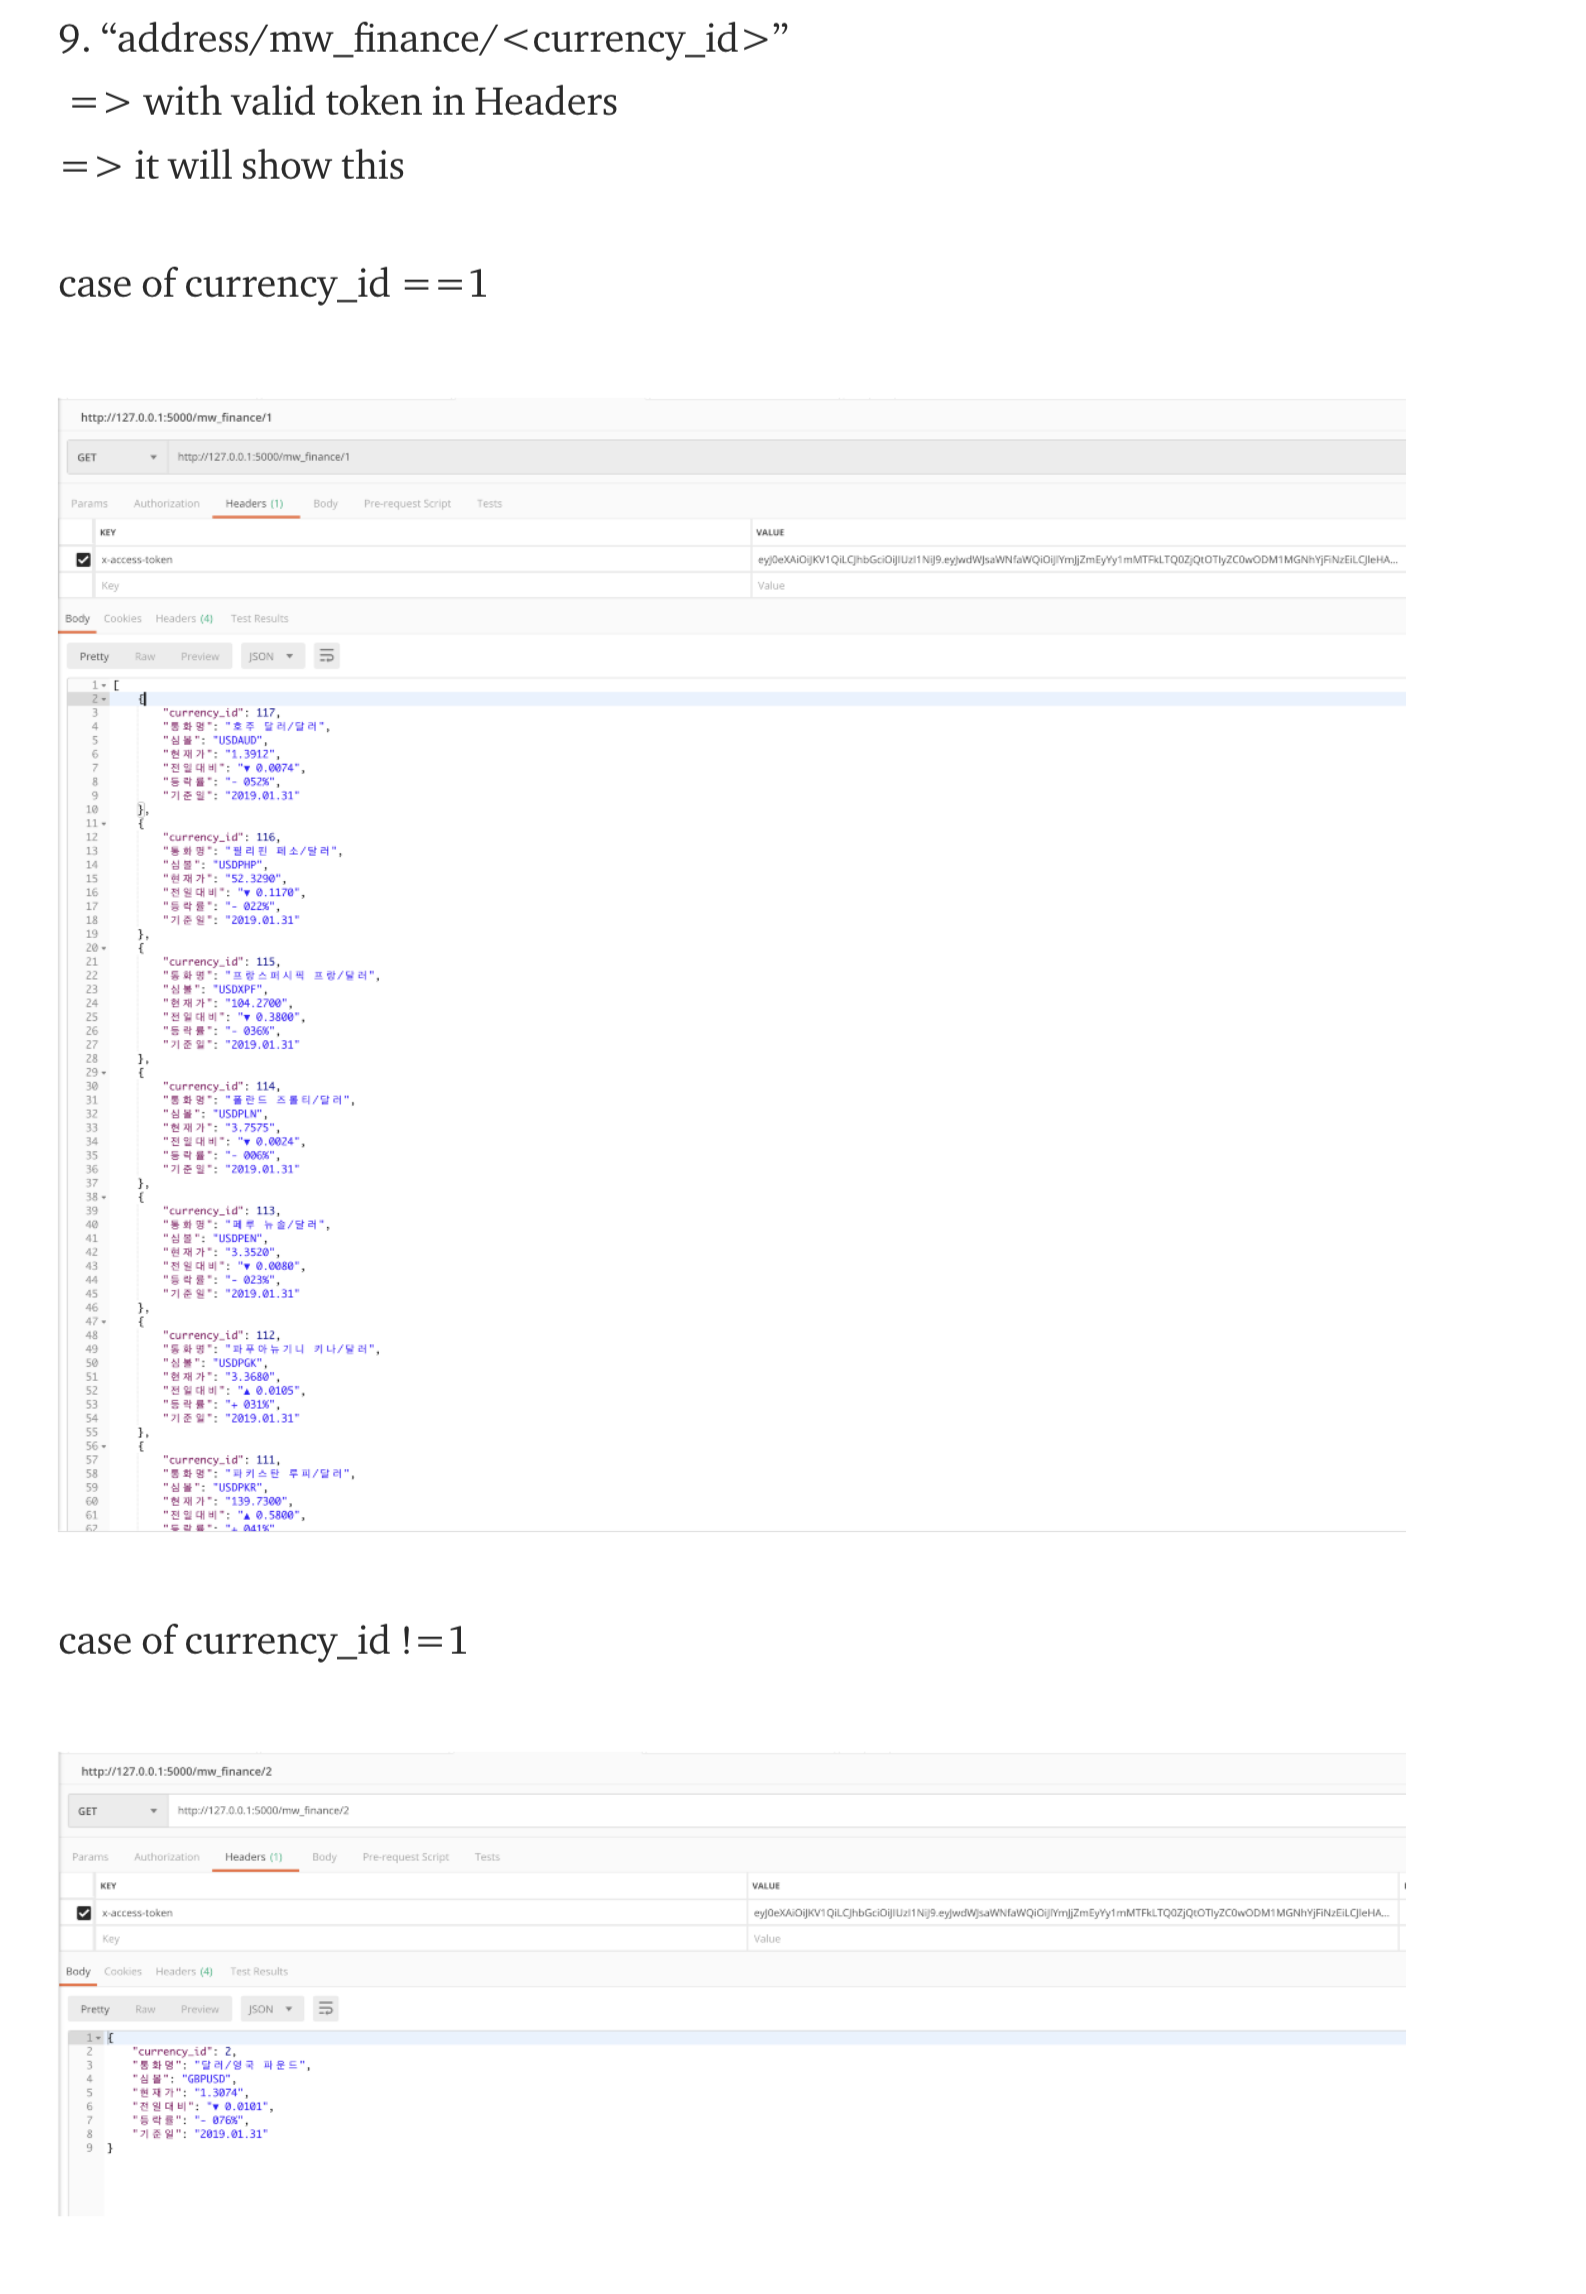 9. “address/mw_finance/<currency_id>”
=> with valid token in Headers
=> it will show this
case of currency_id ==1
http://127.0.0.1:5000/mw_finance/1
GET http://127.0.0.1:5000/mw_finance/1
Params Authorization Headers (1) Body Pre-request Script Tests
KEY VALUE
x-access-token
Key Value
Body Cookies Headers (4) Test Results
Pretty Raw Preview JSON
1 [
2 {
3 "currency_id": 117,
4 "통화명": "호주 달러/달러",
5 "심볼": "USDAUD",
6 "현재가": "1.3912",
7 "전일대비": "▼ 0.0074",
8 "등락률": "- 052%",
9 "기준일": "2019.01.31"
10 },
11 {
12 "currency_id": 116,
13 "통화명": "필리핀 페소/달러",
14 "심볼": "USDPHP",
15 "현재가": "52.3290",
16 "전일대비": "▼ 0.1170",
17 "등락률": "- 022%",
18 "기준일": "2019.01.31"
19 },
20 {
21 "currency_id": 115,
22 "통화명": "프랑스퍼시픽 프랑/달러",
23 "심볼": "USDXPF",
24 "현재가": "104.2700",
25 "전일대비": "▼ 0.3800",
26 "등락률": "- 036%",
27 "기준일": "2019.01.31"
28 },
29 {
30 "currency_id": 114,
31 "통화명": "폴란드 즈롤티/달러",
32 "심볼": "USDPLN",
33 "현재가": "3.7575",
34 "전일대비": "▼ 0.0024",
35 "등락률": "- 006%",
36 "기준일": "2019.01.31"
37 },
38 {
39 "currency_id": 113,
40 "통화명": "페루 뉴솔/달러",
41 "심볼": "USDPEN",
42 "현재가": "3.3520",
43 "전일대비": "▼ 0.0080",
44 "등락률": "- 023%",
45 "기준일": "2019.01.31"
46 },
47 {
48 "currency_id": 112,
49 "통화명": "파푸아뉴기니 키나/달러",
50 "심볼": "USDPGK",
51 "현재가": "3.3680",
52 "전일대비": "▲ 0.0105",
53 "등락률": "+ 031%",
54 "기준일": "2019.01.31"
55 },
56 {
57 "currency_id": 111,
58 "통화명": "파키스탄 루피/달러",
59 "심볼": "USDPKR",
60 "현재가": "139.7300",
61 "전일대비": "▲ 0.5800",
62 "등락률": "+ 041%"
case of currency_id !=1
http://127.0.0.1:5000/mw_finance/2
GET http://127.0.0.1:5000/mw_finance/2
Params Authorization Headers (1) Body Pre-request Script Tests
KEY VALUE
x-access-token
Key Value
Body Cookies Headers (4) Test Results
Pretty Raw Preview JSON
1 {
2 "currency_id": 2,
3 "통화명": "달러/영국 파운드",
4 "심볼": "GBPUSD",
5 "현재가": "1.3074",
6 "전일대비": "▼ 0.0101",
7 "등락률": "- 076%",
8 "기준일": "2019.01.31"
9 }